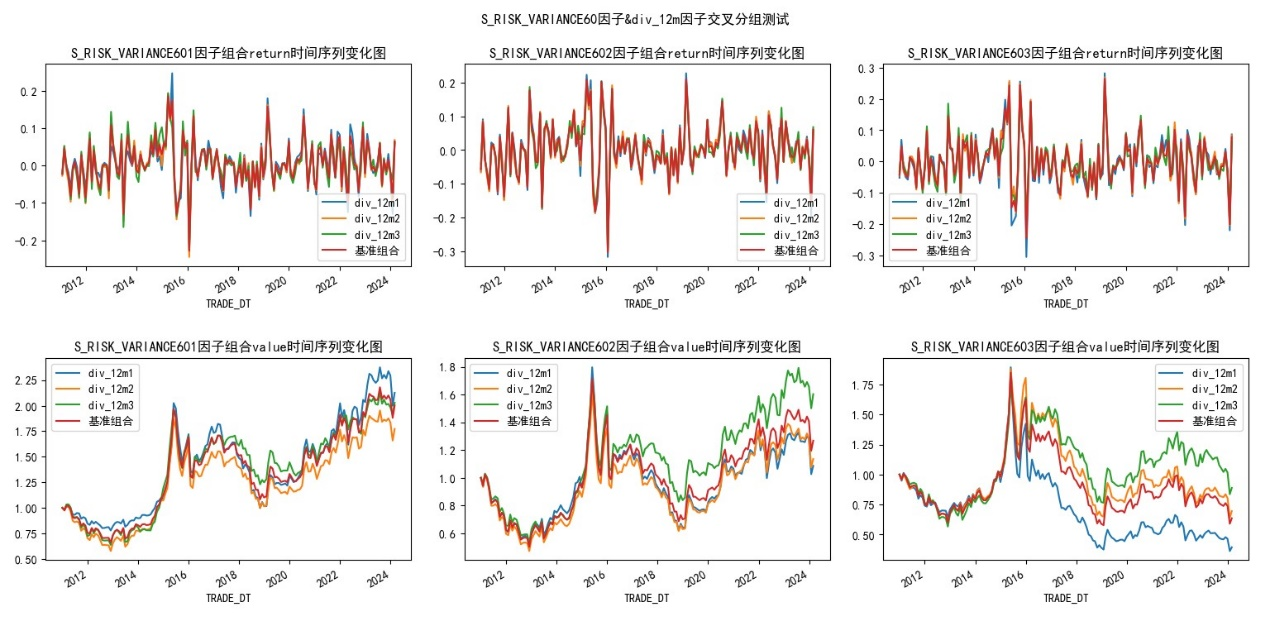 S_RISK_VARIANCE60因子&div_12m因子交叉分组测试
S_RISK_VARIANCE601因子组合return时间序列变化图
0.2
0.1
0.0
-0.1
-0.2
div_12m1
div_12m2
div_12m3
基准组合
2012
2014
2016
2018
2020
2022
2024
TRADE_DT
S_RISK_VARIANCE602因子组合return时间序列变化图
0.2
0.1
0.0
-0.1
-0.2
-0.3
div_12m1
div_12m2
div_12m3
基准组合
2012
2014
2016
2018
2020
2022
2024
TRADE_DT
S_RISK_VARIANCE603因子组合return时间序列变化图
0.3
0.2
0.1
0.0
-0.1
-0.2
-0.3
div_12m1
div_12m2
div_12m3
基准组合
2012
2014
2016
2018
2020
2022
2024
TRADE_DT
S_RISK_VARIANCE601因子组合value时间序列变化图
2.25
2.00
1.75
1.50
1.25
1.00
0.75
0.50
div_12m1
div_12m2
div_12m3
基准组合
2012
2014
2016
2018
2020
2022
2024
TRADE_DT
S_RISK_VARIANCE602因子组合value时间序列变化图
1.8
1.6
1.4
1.2
1.0
0.8
0.6
div_12m1
div_12m2
div_12m3
基准组合
2012
2014
2016
2018
2020
2022
2024
TRADE_DT
S_RISK_VARIANCE603因子组合value时间序列变化图
1.75
1.50
1.25
1.00
0.75
0.50
div_12m1
div_12m2
div_12m3
基准组合
2012
2014
2016
2018
2020
2022
2024
TRADE_DT